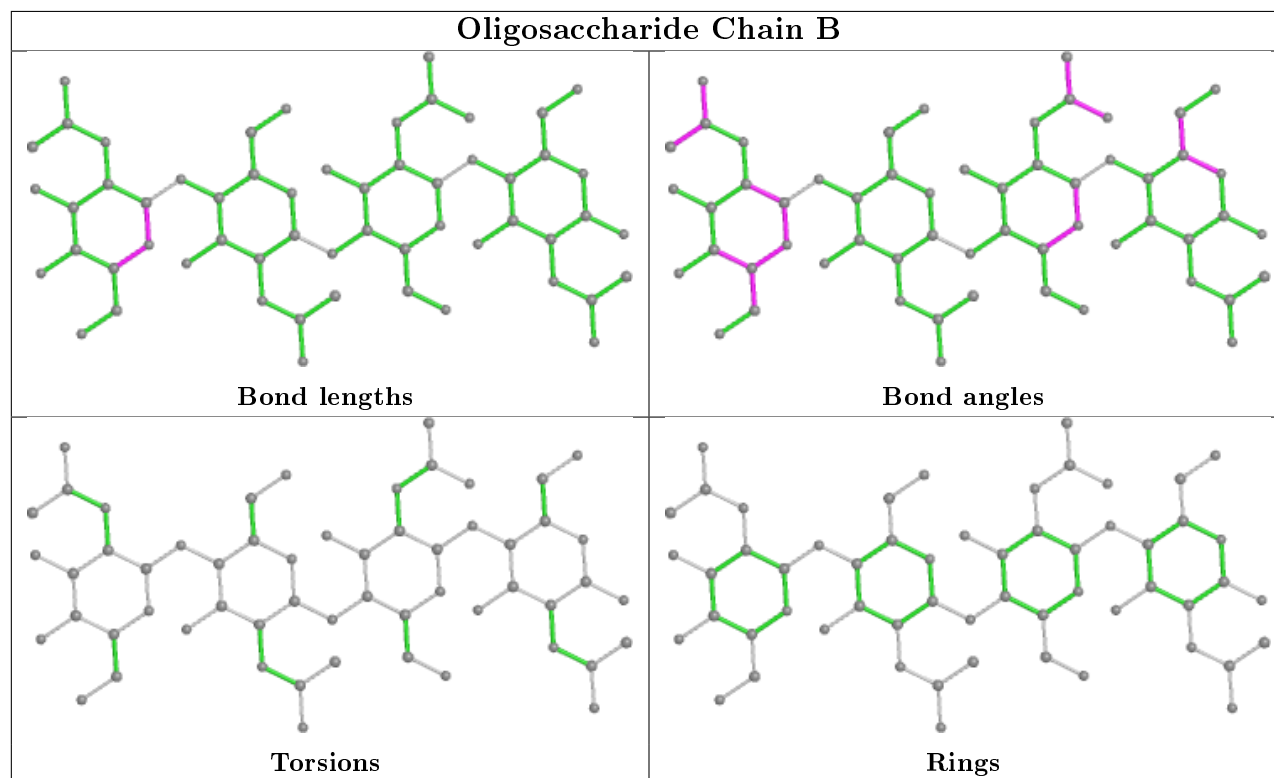 Oligosaccharide Chain B
Bond lengths
Bond angles
Torsions
Rings